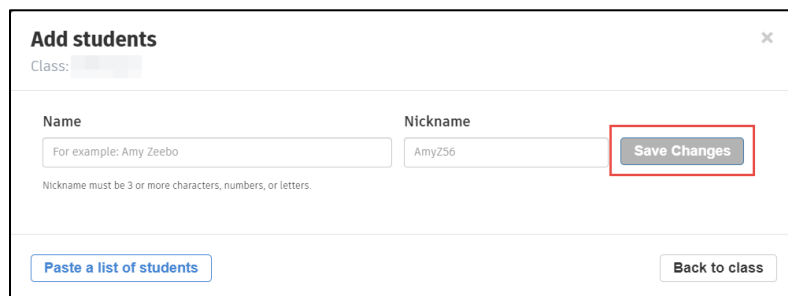 Add students
Class:
Name
Nickname
For example: Amy Zeebo
AmyZ56
Save Changes
Nickname must be 3 or more characters, numbers, or letters.
Paste a list of students
Back to class